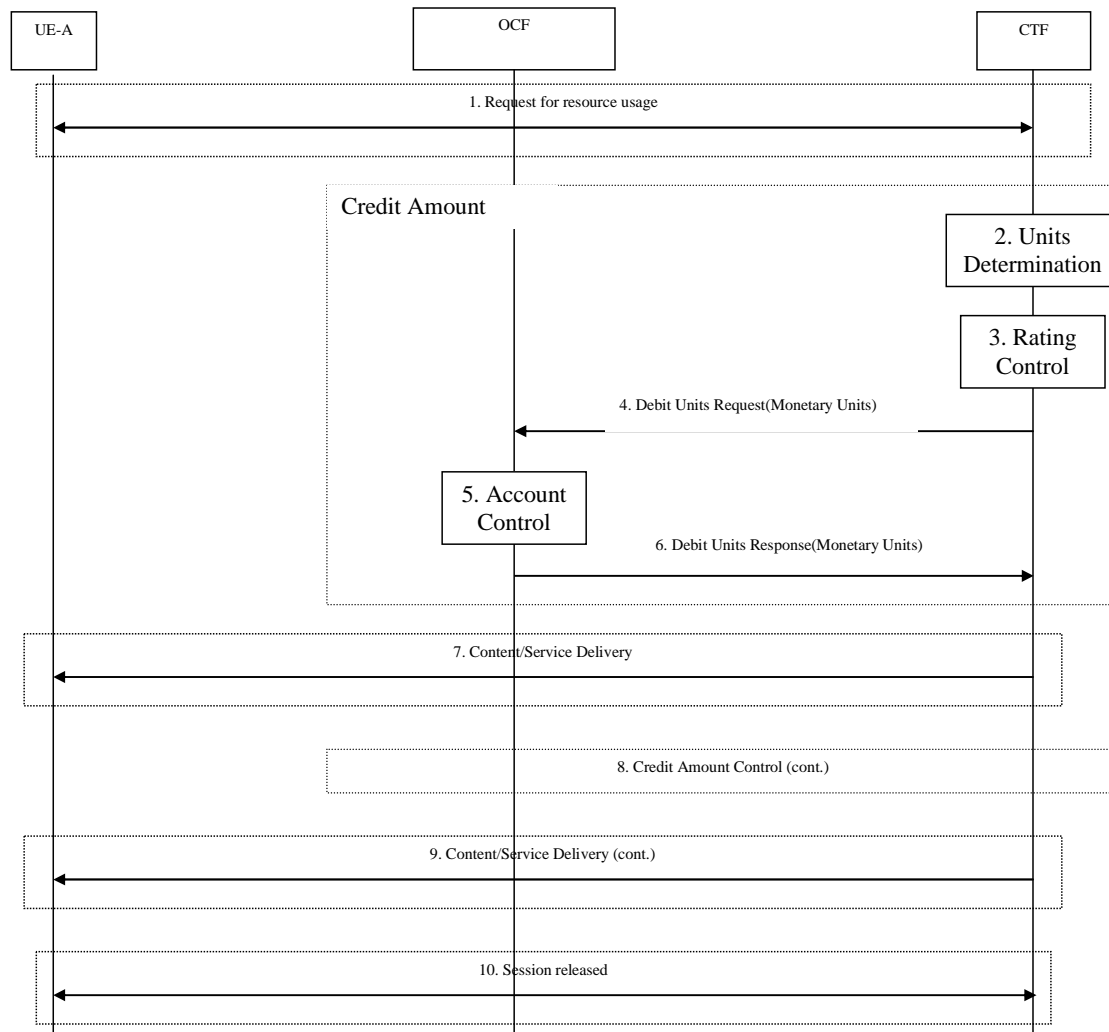 UE-A
OCF
CTF
1. Request for resource usage
Credit Amount
2. Units
Determination
3. Rating
Control
4. Debit Units Request(Monetary Units)
5. Account
Control
6. Debit Units Response(Monetary Units)
7. Content/Service Delivery
8. Credit Amount Control (cont.)
9. Content/Service Delivery (cont.)
10. Session released